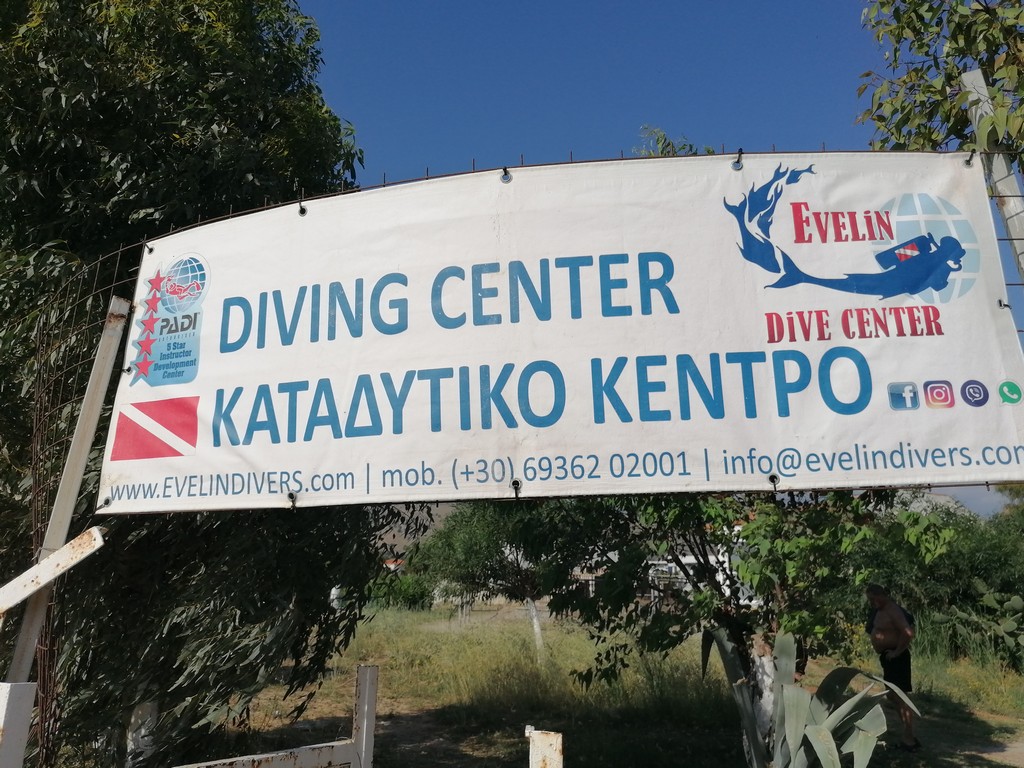 EVELiN
DiVE CENTER
DIVING CENTER
PADI
5 Star
Instructor
Development
Center
ΚΑΤΑΔΥΤΙΚΟ ΚΕΝΤΡΟ
www.EVELINDIVERS.com | mob. (+30) 69362 02001 | info@evelindivers.com